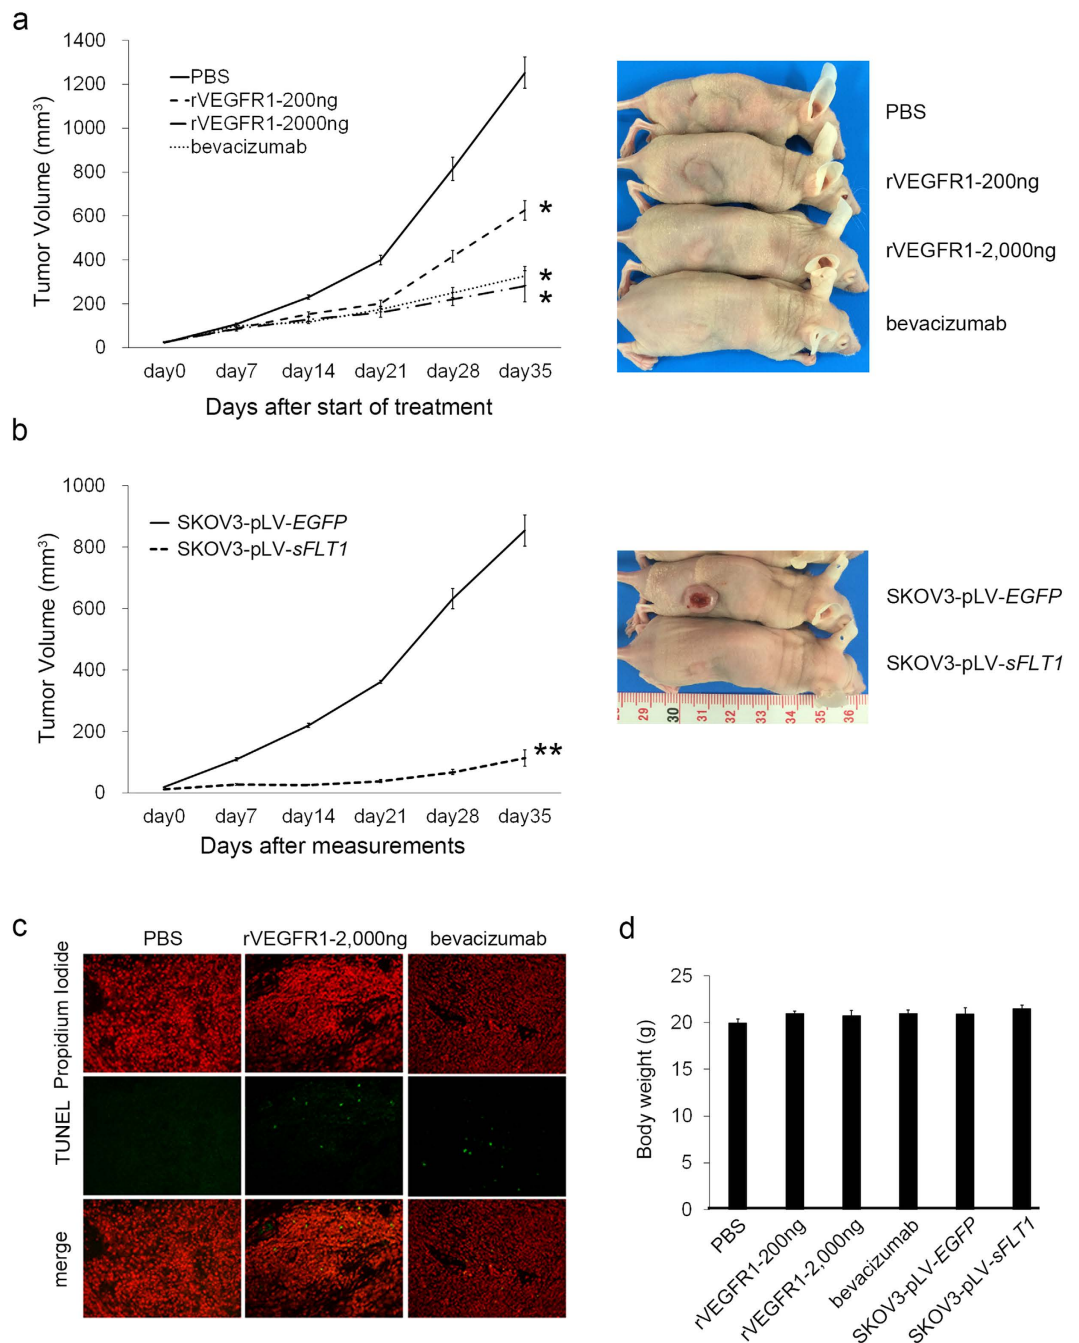 a
1400
1200
1000
800
600
400
200
0
Tumor Volume (mm³)
PBS
rVEGFR1-200ng
rVEGFR1-2000ng
bevacizumab
*
*
*
day0 day7 day14 day21 day28 day35
Days after start of treatment
PBS
rVEGFR1-200ng
rVEGFR1-2,000ng
bevacizumab
b
1000
800
600
400
200
0
Tumor Volume (mm³)
SKOV3-pLV-EGFP
SKOV3-pLV-sFLT1
**
day0 day7 day14 day21 day28 day35
Days after measurements
SKOV3-pLV-EGFP
SKOV3-pLV-sFLT1
29 30 31 32 33 34 35 36
c
PBS rVEGFR1-2,000ng bevacizumab
Propidium Iodide
TUNEL
merge
d
25
20
15
10
5
0
Body weight (g)
PBS
rVEGFR1-200ng
rVEGFR1-2,000ng
bevacizumab
SKOV3-pLV-EGFP
SKOV3-pLV-sFLT1